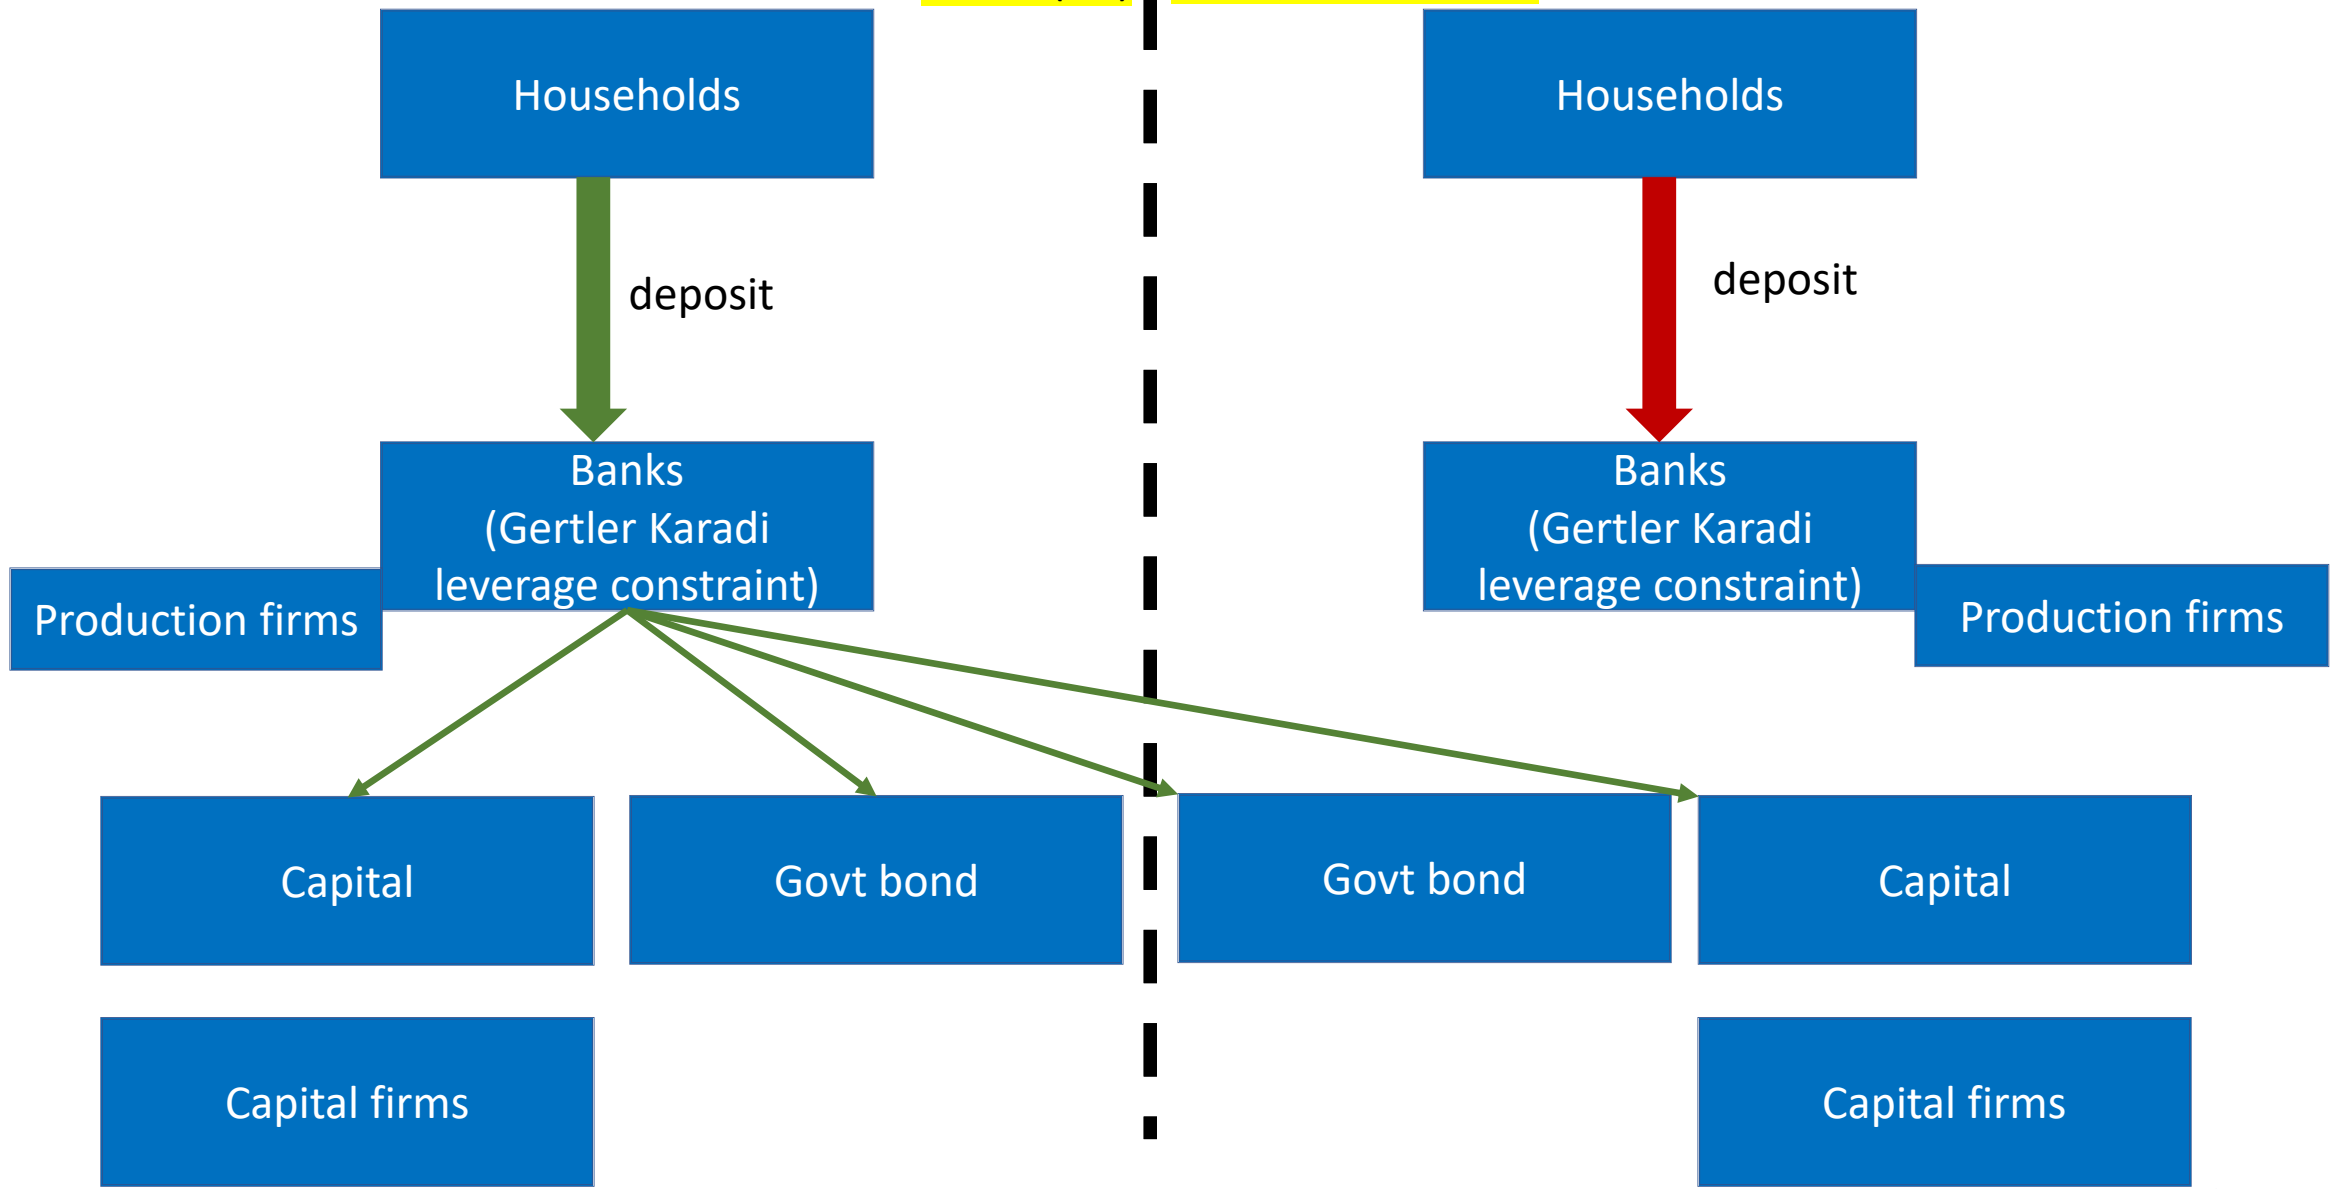 Households
Households
deposit
deposit
Banks
(Gertler Karadi
leverage constraint)
Banks
(Gertler Karadi
leverage constraint)
Production firms
Production firms
Capital
Govt bond
Govt bond
Capital
Capital firms
Capital firms